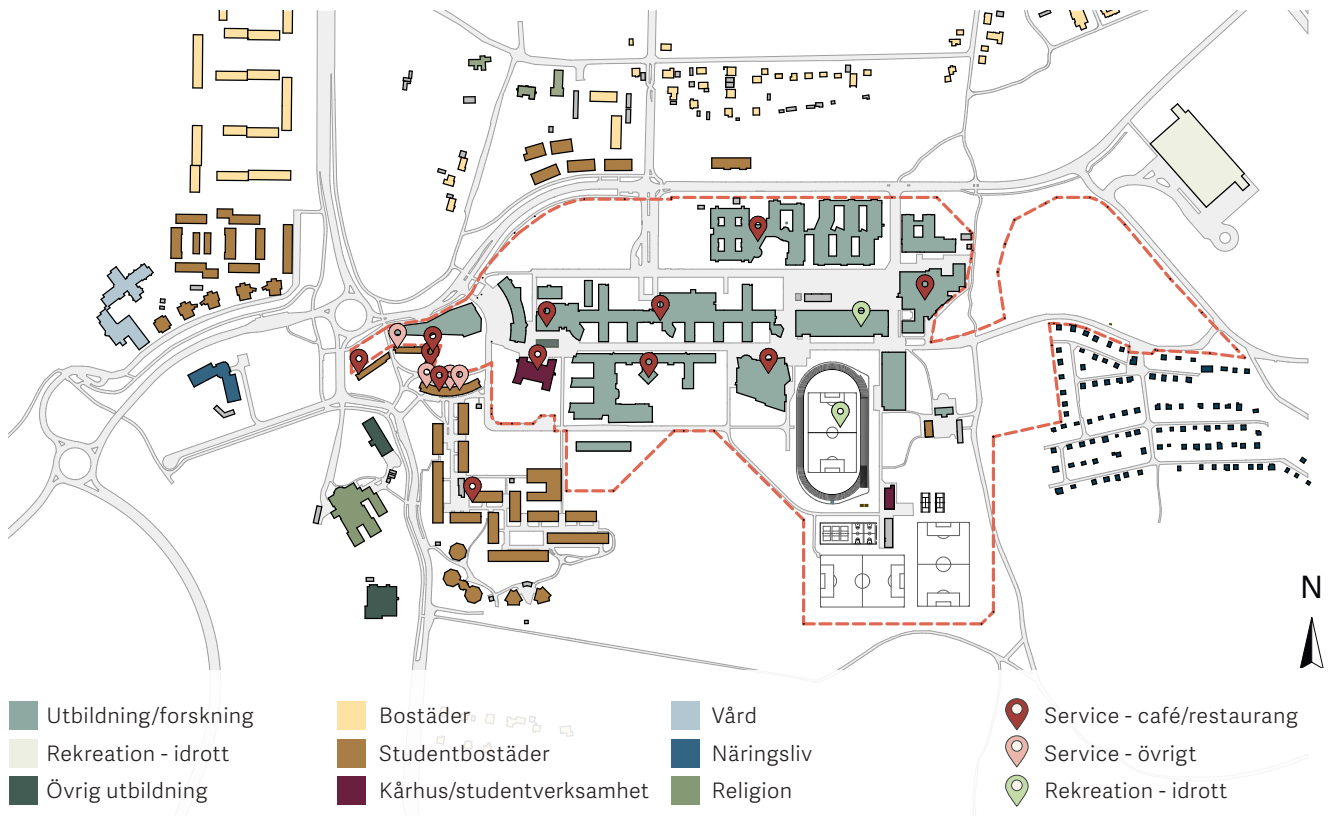 N
Utbildning/forskning
Rekreation - idrott
Övrig utbildning
Bostäder
Studentbostäder
Kårhus/studentverksamhet
Vård
Näringsliv
Religion
Service - café/restaurang
Service - övrigt
Rekreation - idrott